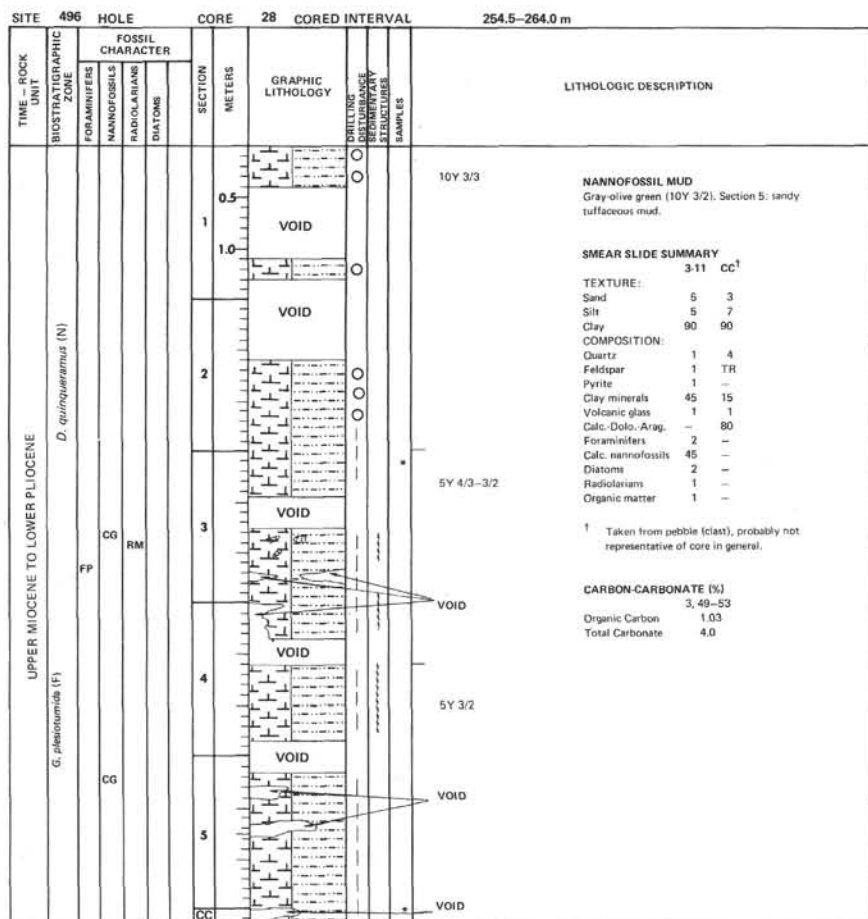 SITE 496 HOLE CORE 28 CORED INTERVAL 254.5–264.0 m
TIME – ROCK UNIT
BIOSTRATIGRAPHIC ZONE
FOSSIL CHARACTER
FORAMINIFERS
NANNOFOSSILS
RADIOLARIANS
DIATOMS
SECTION
METERS
GRAPHIC LITHOLOGY
DRILLING DISTURBANCE
SEDIMENTARY STRUCTURES
SAMPLES
LITHOLOGIC DESCRIPTION
UPPER MIOCENE TO LOWER PLIOCENE
D. quinqueramus (N)
G. plesiotumida (F)
FP
CG
CG
RM
1
0.5
1.0
2
3
4
5
CC
VOID
VOID
VOID
VOID
VOID
10Y 3/3
5Y 4/3–3/2
VOID
5Y 3/2
VOID
VOID
NANNOFOSSIL MUD
Gray-olive green (10Y 3/2). Section 5: sandy
tuffaceous mud.
SMEAR SLIDE SUMMARY
3-11 CC†
TEXTURE:
Sand 5 3
Silt 5 7
Clay 90 90
COMPOSITION:
Quartz 1 4
Feldspar 1 TR
Pyrite 1 –
Clay minerals 45 15
Volcanic glass 1 1
Calc.-Dolo.-Arag. – 80
Foraminifers 2 –
Calc. nannofossils 45 –
Diatoms 2 –
Radiolarians 1 –
Organic matter 1 –
† Taken from pebble (clast), probably not
representative of core in general.
CARBON-CARBONATE (%)
3, 49–53
Organic Carbon 1.03
Total Carbonate 4.0